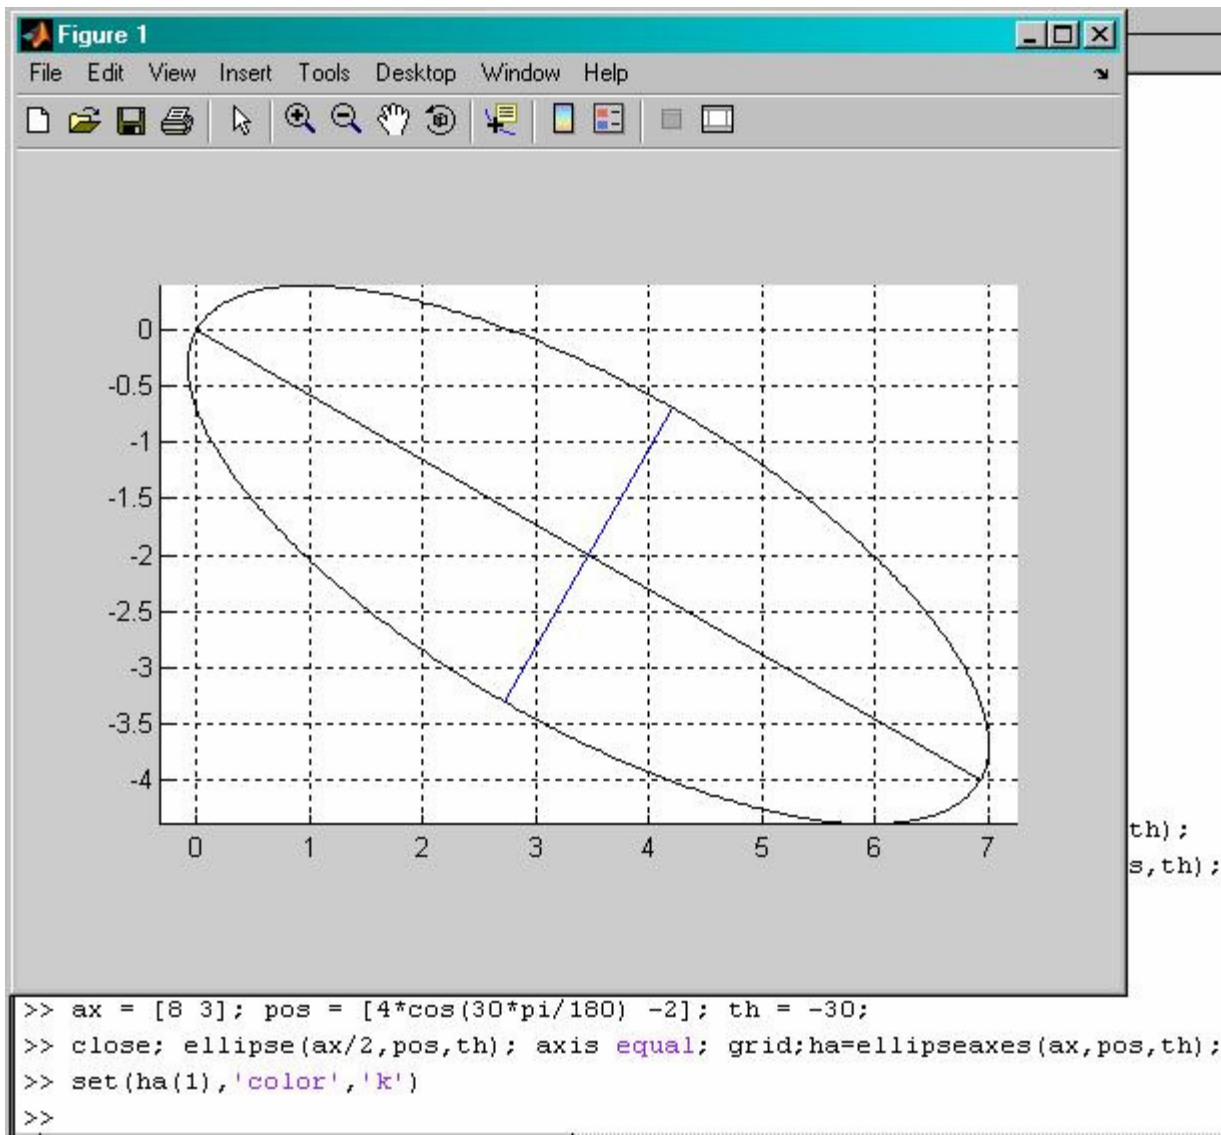 Figure 1
File Edit View Insert Tools Desktop Window Help
0
-0.5
-1
-1.5
-2
-2.5
-3
-3.5
-4
0 1 2 3 4 5 6 7
th);
s,th);
>> ax = [8 3]; pos = [4*cos(30*pi/180) -2]; th = -30;
>> close; ellipse(ax/2,pos,th); axis equal; grid;ha=ellipseaxes(ax,pos,th);
>> set(ha(1),'color','k')
>>